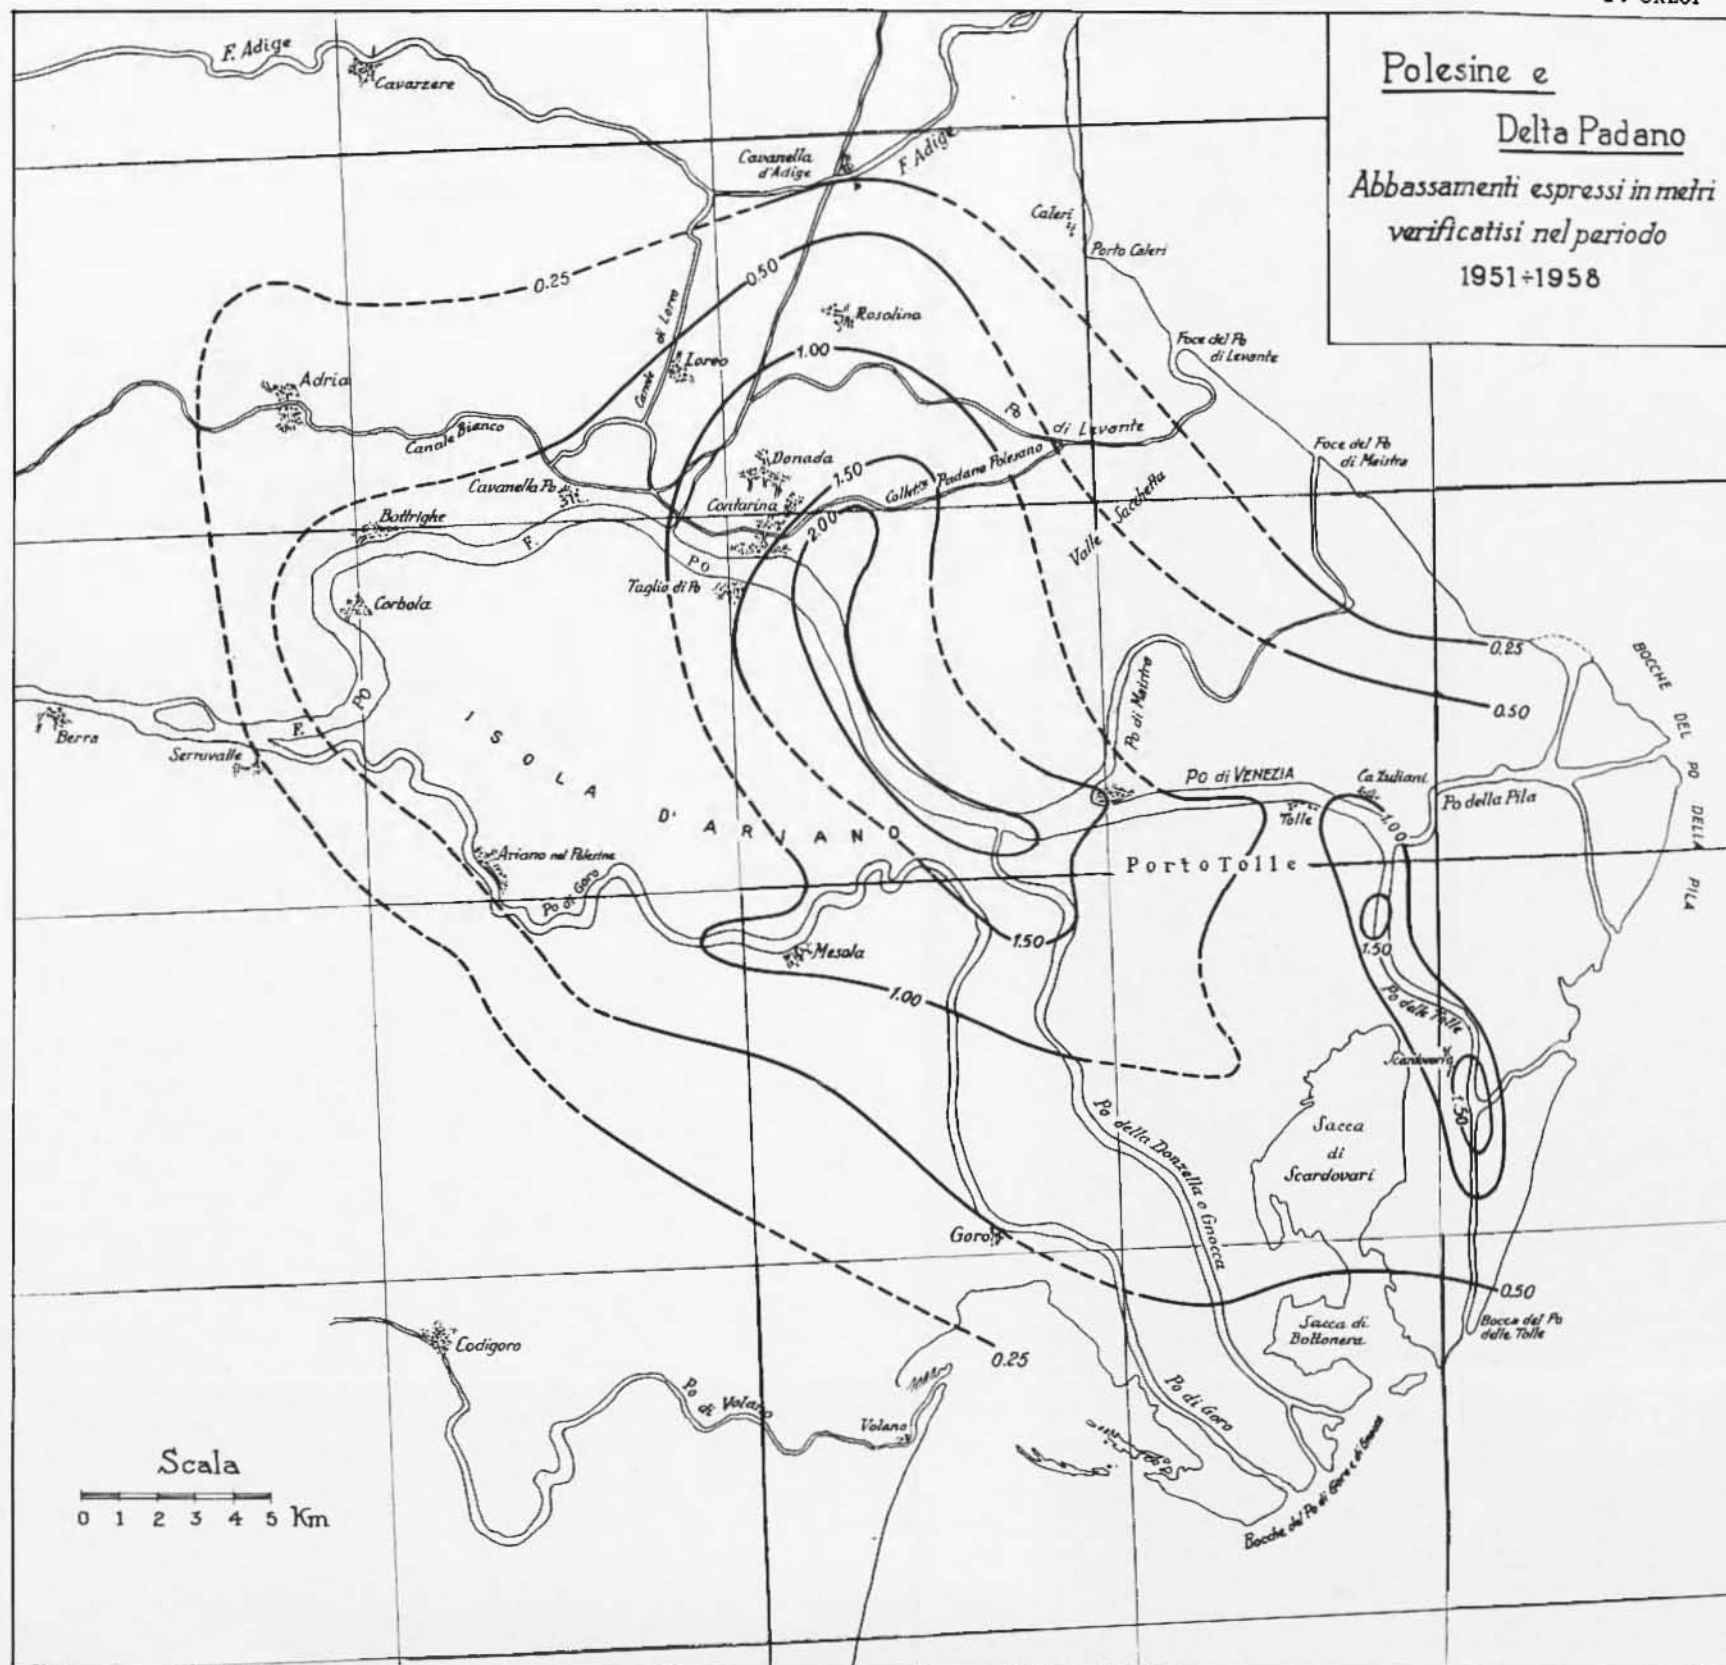 Polesine e
Delta Padano
Abbassamenti espressi in metri
verificatisi nel periodo
1951÷1958
F. Adige
Cavarzere
Cavanella
d'Adige
F. Adige
Caleri
Porto Caleri
0.25
0.50
di Loreo
Canale
Rosolina
1.00
Loreo
Foce del Po
di Levante
Adria
Canale Bianco
Po
di Levante
Foce del Po
di Maistra
Donada
1.50
Collett.re Padano Polesano
Cavanella Po
Contarina
2.00
Valle Sacchetta
Bottrighe
F.
PO
Taglio di Po
Corbola
0.25
BOCCHE DEL PO DELLA PILA
PO
F.
Berra
Serravalle
0.50
ISOLA D'ARIANO
Po di Maistra
PO di VENEZIA
Ca Zuliani
Po della Pila
Tolle
1.00
Porto Tolle
Ariano nel Polesine
Po di Goro
1.50
1.50
Mesola
1.00
Po delle Tolle
Scardovari
1.50
Po della Donzella o Gnocca
Sacca
di
Scardovari
Goro
0.50
Sacca di
Bottonera
Bocca del Po
delle Tolle
Codigoro
0.25
Po di Volano
Volano
Po di Goro
Bocche del Po di Goro e di Gnocca
Scala
0 1 2 3 4 5 Km